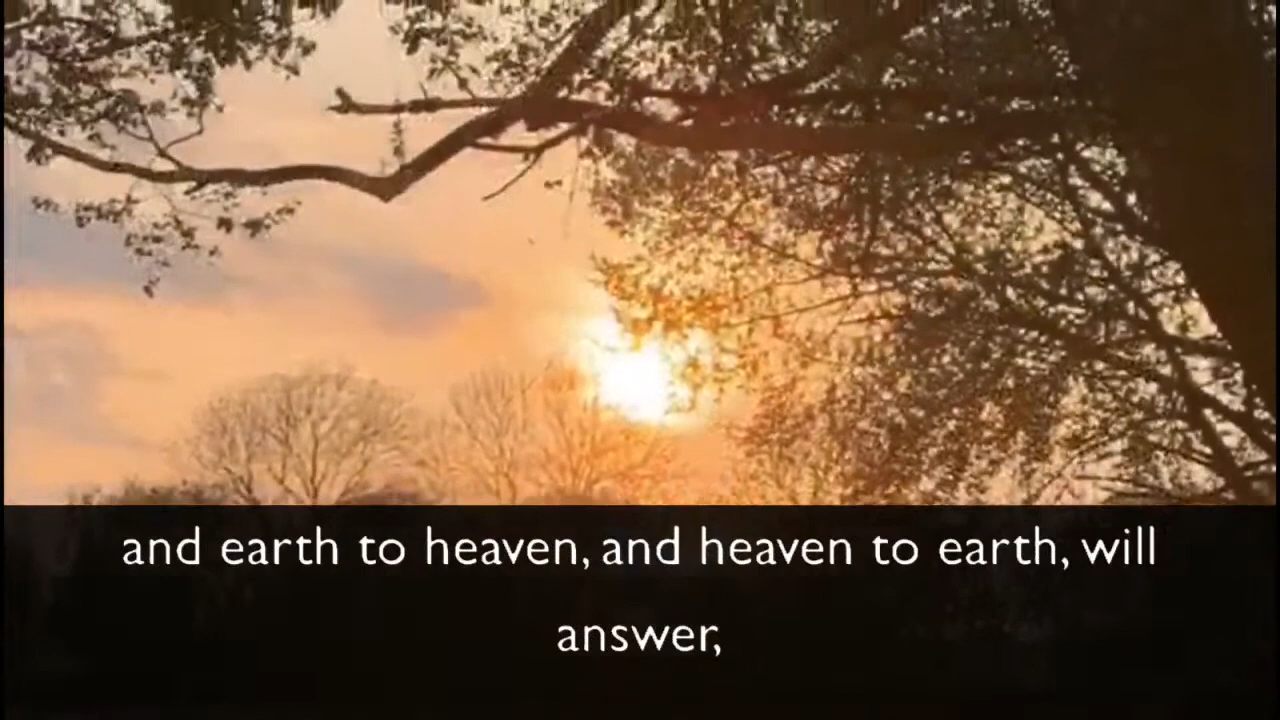 and earth to heaven, and heaven to earth, will
answer,